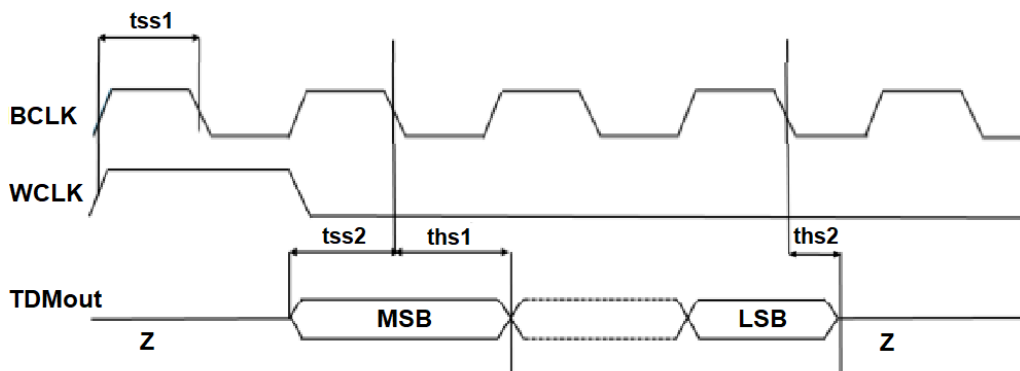 tss1
BCLK
WCLK
tss2
ths1
ths2
TDMout
MSB
LSB
Z
Z